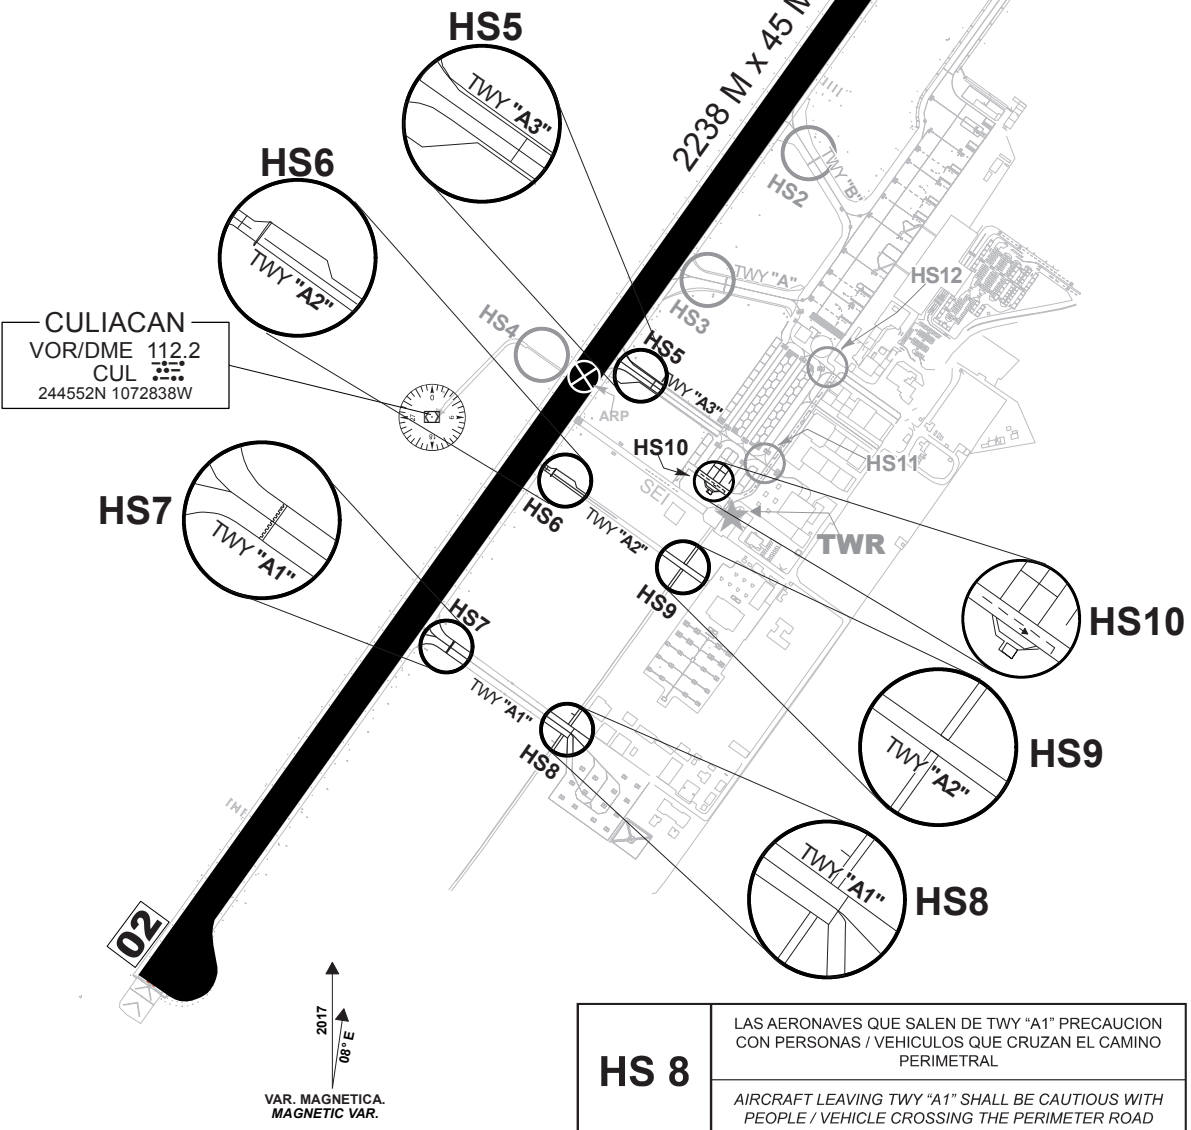 HS5
TWY "A3"
2238 M x 45 M
HS6
TWY "A2"
HS2
TWY "B"
HS12
TWY "A"
HS3
CULIACAN
VOR/DME 112.2
CUL
244552N 1072838W
HS4
HS5
TWY "A3"
ARP
0
9
18
27
HS10
HS11
SEI
HS7
TWY "A1"
HS6
TWY "A2"
TWR
HS9
HS10
HS7
TWY "A1"
HS8
TWY "A2"
HS9
TWY "A1"
HS8
02
2017
08° E
VAR. MAGNETICA.
MAGNETIC VAR.
HS 8
LAS AERONAVES QUE SALEN DE TWY “A1” PRECAUCION
CON PERSONAS / VEHICULOS QUE CRUZAN EL CAMINO
PERIMETRAL
AIRCRAFT LEAVING TWY “A1” SHALL BE CAUTIOUS WITH
PEOPLE / VEHICLE CROSSING THE PERIMETER ROAD